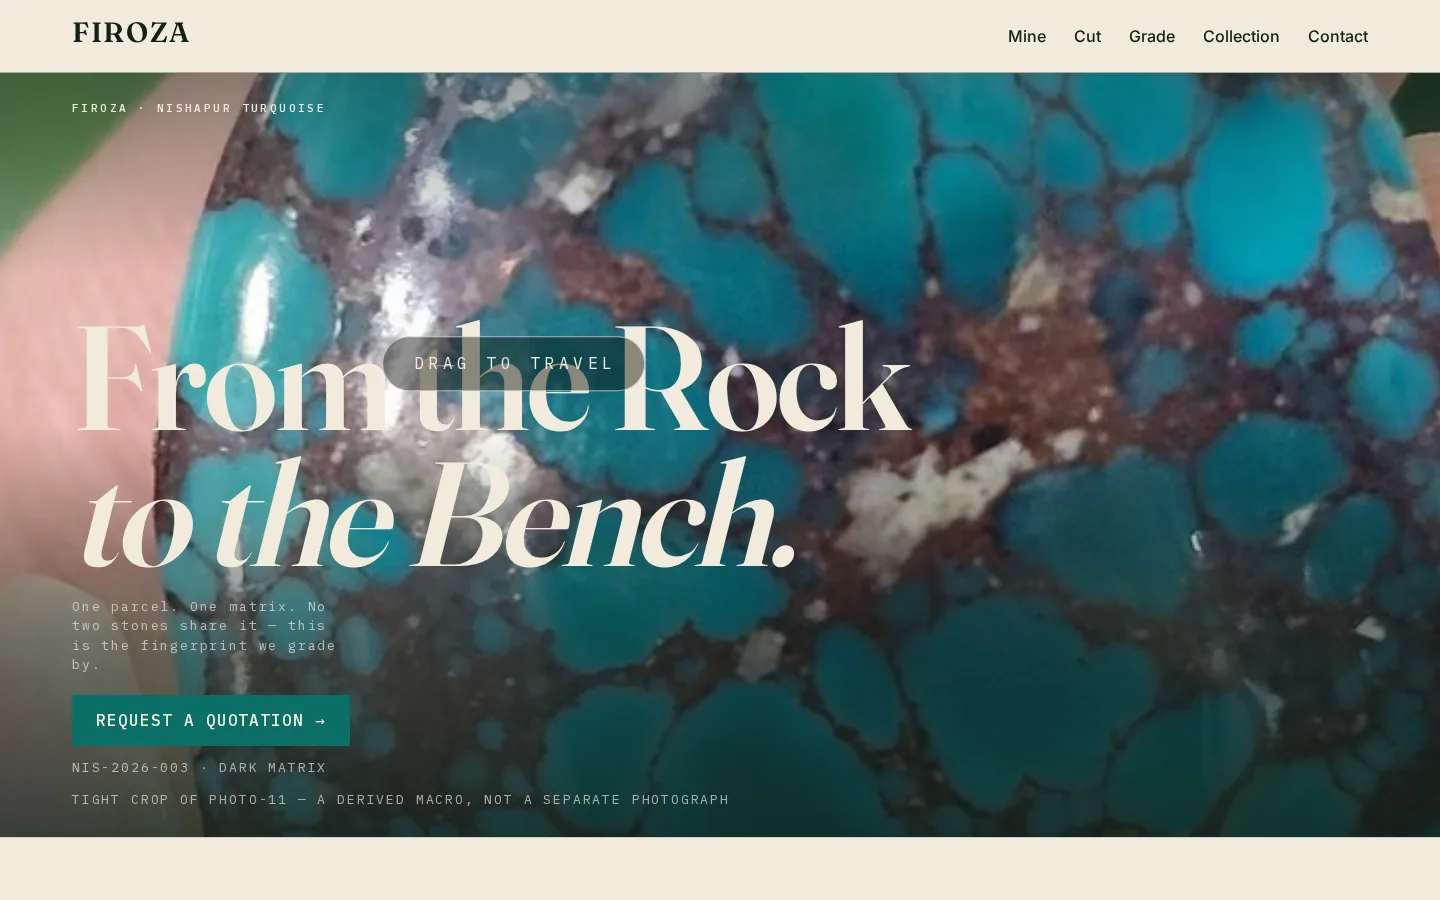 FIROZA
Mine Cut Grade Collection Contact
FIROZA · NISHAPUR TURQUOISE
DRAG TO TRAVEL
From the Rock
to the Bench.
One parcel. One matrix. No
two stones share it — this
is the fingerprint we grade
by.
REQUEST A QUOTATION →
NIS-2026-003 · DARK MATRIX
TIGHT CROP OF PHOTO-11 — A DERIVED MACRO, NOT A SEPARATE PHOTOGRAPH